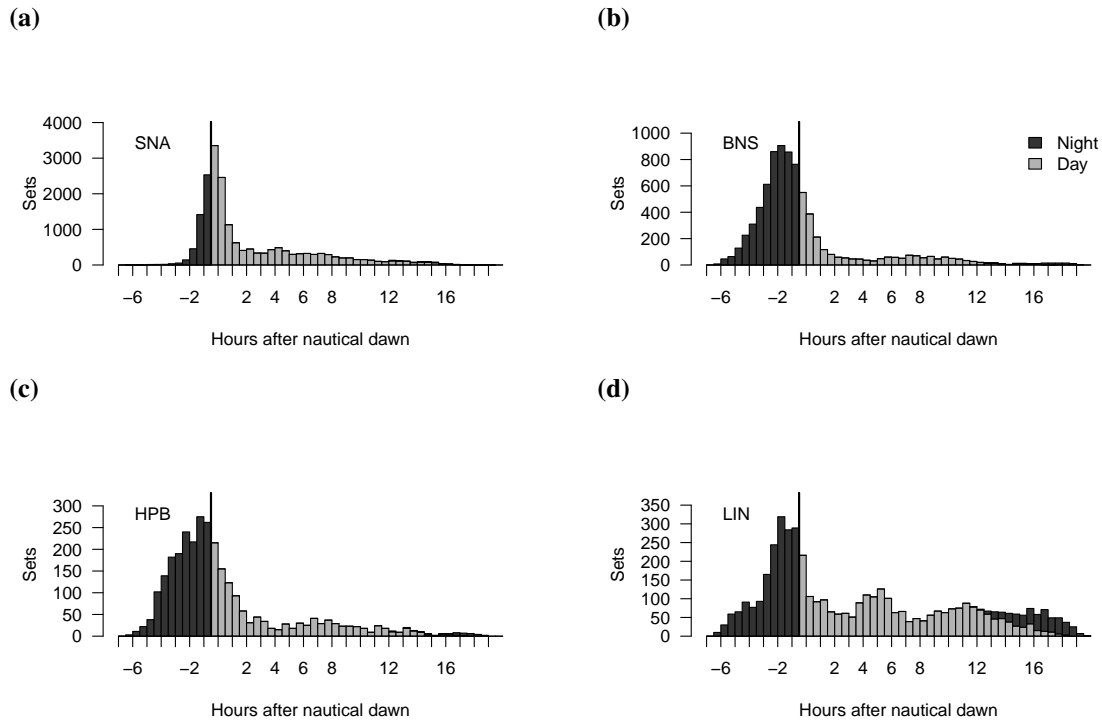 (a)
SNA
Sets
4000
3000
2000
1000
0
−6 −2 2 4 6 8 12 16
Hours after nautical dawn
(b)
BNS
Night
Day
Sets
1000
800
600
400
200
0
−6 −2 2 4 6 8 12 16
Hours after nautical dawn
(c)
HPB
Sets
300
250
200
150
100
50
0
−6 −2 2 4 6 8 12 16
Hours after nautical dawn
(d)
LIN
Sets
350
300
250
200
150
100
50
0
−6 −2 2 4 6 8 12 16
Hours after nautical dawn